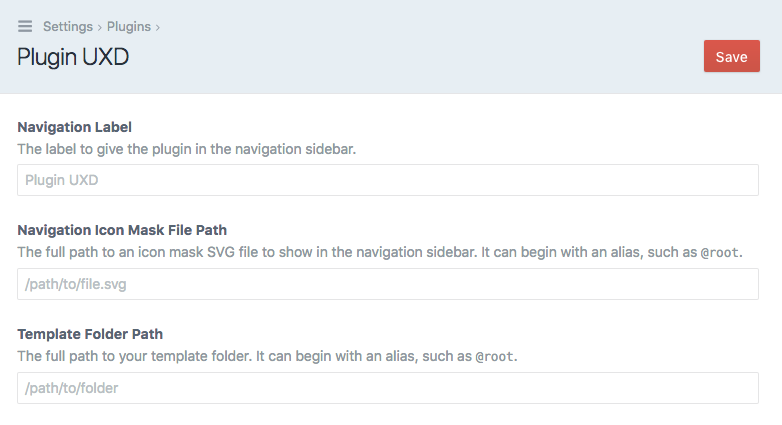 Settings › Plugins ›
Plugin UXD
Save
Navigation Label
The label to give the plugin in the navigation sidebar.
Plugin UXD
Navigation Icon Mask File Path
The full path to an icon mask SVG file to show in the navigation sidebar. It can begin with an alias, such as @root.
/path/to/file.svg
Template Folder Path
The full path to your template folder. It can begin with an alias, such as @root.
/path/to/folder